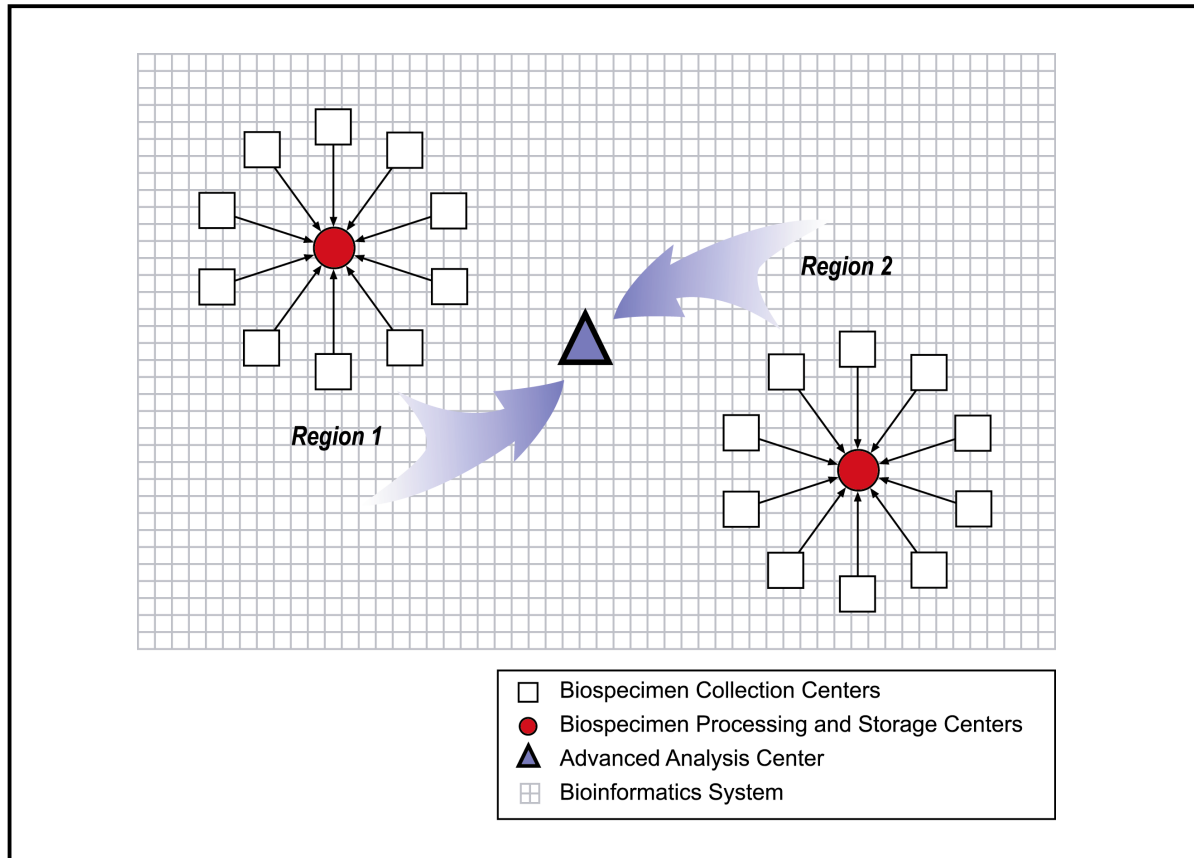 Region 2
Region 1
Biospecimen Collection Centers
Biospecimen Processing and Storage Centers
Advanced Analysis Center
Bioinformatics System